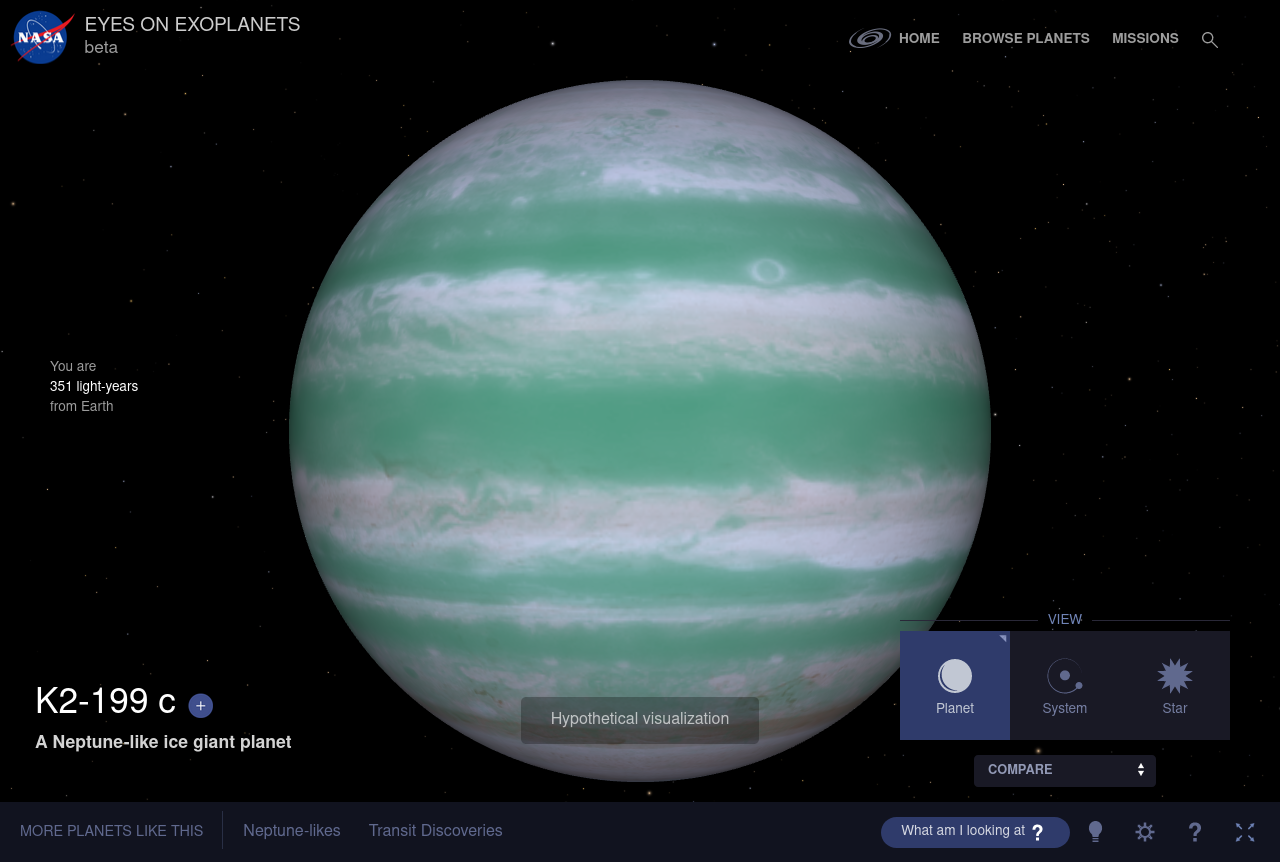 NASA
EYES ON EXOPLANETS
beta
HOME
BROWSE PLANETS
MISSIONS
You are
351 light-years
from Earth
K2-199 c
+
A Neptune-like ice giant planet
Hypothetical visualization
VIEW
Planet
System
Star
COMPARE
MORE PLANETS LIKE THIS
Neptune-likes
Transit Discoveries
What am I looking at ?
?